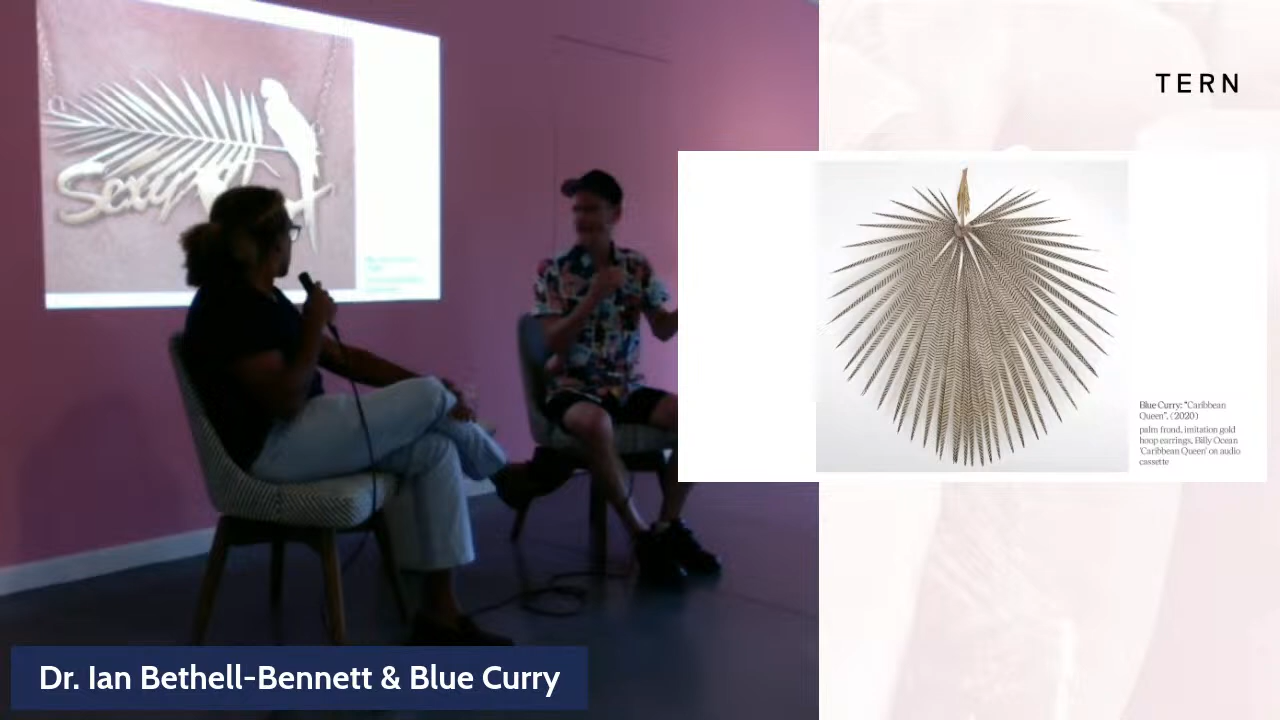 TERN
Sexy
Blue Curry: "Caribbean
Queen", (2020)
palm frond, imitation gold
hoop earrings, Billy Ocean
'Caribbean Queen' on audio
cassette
Dr. Ian Bethell-Bennett & Blue Curry